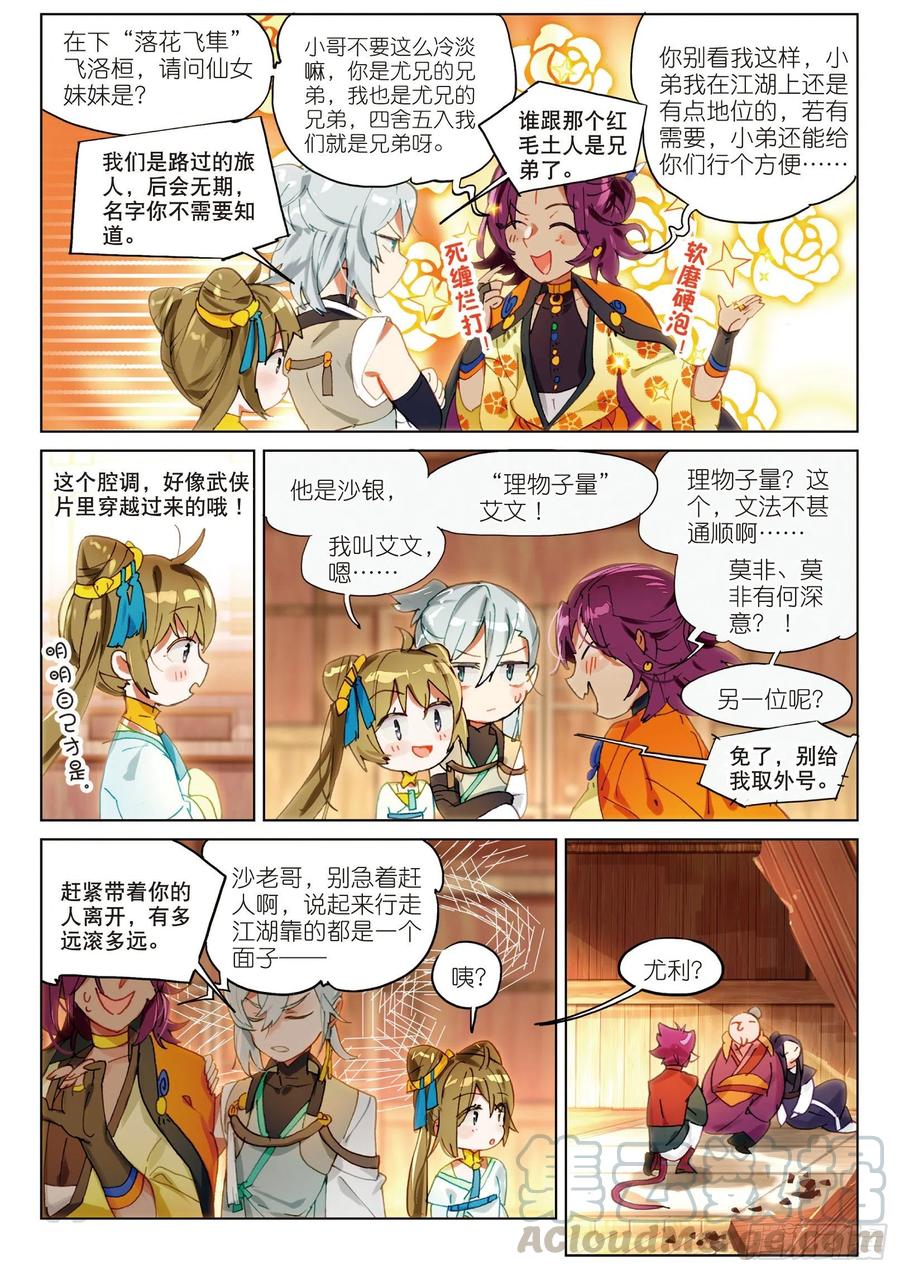 在下“落花飞隼”
飞洛桓，请问仙女
妹妹是？
我们是路过的旅
人，后会无期，
名字你不需要知
道。
小哥不要这么冷淡
嘛，你是尤兄的兄
弟，我也是尤兄的
兄弟，四舍五入我
们就是兄弟呀。
谁跟那个红
毛土人是兄
弟了。
你别看我这样，小
弟我在江湖上还是
有点地位的，若有
需要，小弟还能给
你们行个方便……
死缠烂打！
软磨硬泡！
这个腔调，好像武侠
片里穿越过来的哦！
明明自己才是。
他是沙银，
我叫艾文，
嗯……
“理物子量”
艾文！
理物子量？这
个，文法不甚
通顺啊……
莫非、莫
非有何深
意？！
另一位呢？
免了，别给
我取外号。
赶紧带着你的
人离开，有多
远滚多远。
沙老哥，别急着赶
人啊，说起来行走
江湖靠的都是一个
面子——
咦？
尤利？
集云数据
ACloudMerge.com